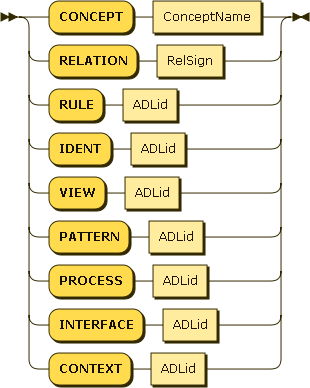 CONCEPT ConceptName
RELATION RelSign
RULE ADLid
IDENT ADLid
VIEW ADLid
PATTERN ADLid
PROCESS ADLid
INTERFACE ADLid
CONTEXT ADLid